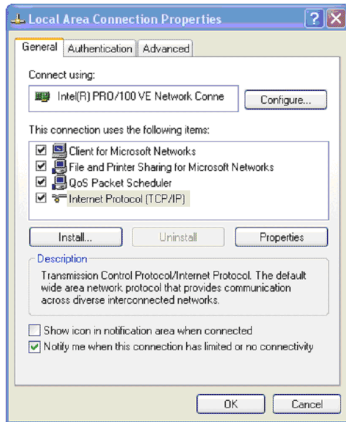 Local Area Connection Properties
General Authentication Advanced
Connect using:
Intel(R) PRO/100 VE Network Conne Configure...
This connection uses the following items:
Client for Microsoft Networks
File and Printer Sharing for Microsoft Networks
QoS Packet Scheduler
Internet Protocol (TCP/IP)
Install... Uninstall Properties
Description
Transmission Control Protocol/Internet Protocol. The default
wide area network protocol that provides communication
across diverse interconnected networks.
Show icon in notification area when connected
Notify me when this connection has limited or no connectivity
OK Cancel